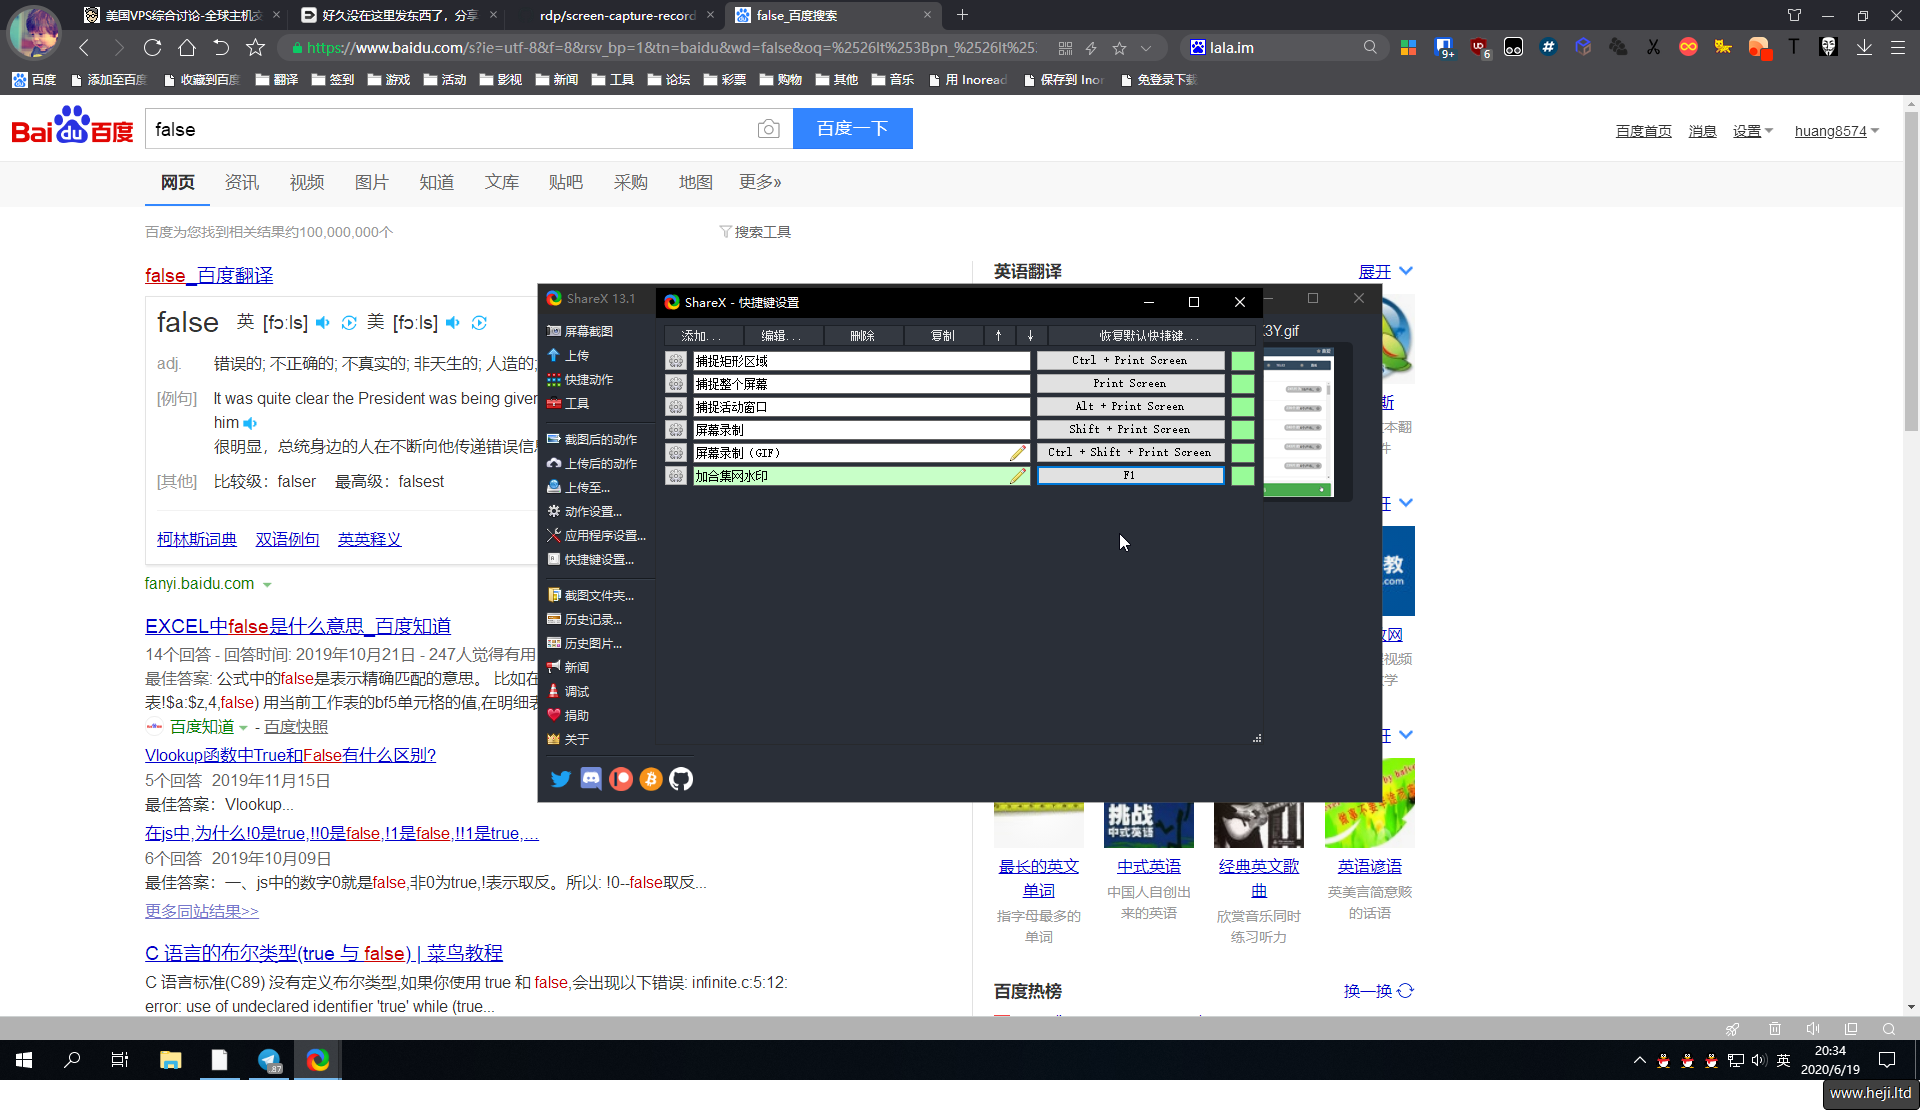 美国VPS综合讨论-全球主机交
好久没在这里发东西了，分享
rdp/screen-capture-record
false_百度搜索
https://www.baidu.com/s?ie=utf-8&f=8&rsv_bp=1&tn=baidu&wd=false&oq=%2526lt%253Bpn_%2526lt%25:
lala.im
百度
添加至百度
收藏到百度
翻译
签到
游戏
活动
影视
新闻
工具
论坛
彩票
购物
其他
音乐
用 Inoread
保存到 Ino
免登录下载
Bai du 百度
false
百度一下
百度首页
消息
设置
huang8574
网页
资讯
视频
图片
知道
文库
贴吧
采购
地图
更多»
百度为您找到相关结果约100,000,000个
搜索工具
false_百度翻译
false 英 [fɔːls] 美 [fɔːls]
adj. 错误的; 不正确的; 不真实的; 非天生的; 人造的;
[例句] It was quite clear the President was being given
him
很明显，总统身边的人在不断向他传递错误信息
[其他] 比较级：falser 最高级：falsest
柯林斯词典 双语例句 英英释义
fanyi.baidu.com
EXCEL中false是什么意思_百度知道
14个回答 - 回答时间: 2019年10月21日 - 247人觉得有用
最佳答案: 公式中的false是表示精确匹配的意思。 比如在
表!$a:$z,4,false) 用当前工作表的bf5单元格的值,在明细表
百度知道 - 百度快照
Vlookup函数中True和False有什么区别?
5个回答 2019年11月15日
最佳答案：Vlookup...
在js中,为什么!0是true,!!0是false,!1是false,!!1是true,...
6个回答 2019年10月09日
最佳答案：一、js中的数字0就是false,非0为true,!表示取反。所以: !0--false取反...
更多同站结果>>
C 语言的布尔类型(true 与 false) | 菜鸟教程
C 语言标准(C89) 没有定义布尔类型,如果你使用 true 和 false,会出现以下错误: infinite.c:5:12:
error: use of undeclared identifier 'true' while (true...
英语翻译
展开
ShareX 13.1
屏幕截图
上传
快捷动作
工具
截图后的动作
上传后的动作
上传至...
动作设置...
应用程序设置...
快捷键设置...
截图文件夹...
历史记录...
历史图片...
新闻
调试
捐助
关于
ShareX - 快捷键设置
添加...
编辑...
删除
复制
↑
↓
恢复默认快捷键...
捕捉矩形区域 Ctrl + Print Screen
捕捉整个屏幕 Print Screen
捕捉活动窗口 Alt + Print Screen
屏幕录制 Shift + Print Screen
屏幕录制（GIF） Ctrl + Shift + Print Screen
加合集网水印 F1
3Y.gif
斯
本翻
件
开
教
.com
网
视频
学
开
挑战
中式英语
最长的英文
单词
指字母最多的
单词
中式英语
中国人自创出
来的英语
经典英文歌
曲
欣赏音乐同时
练习听力
英语谚语
英美言简意赅
的话语
百度热榜
换一换
英
20:34
2020/6/19
www.heji.ltd